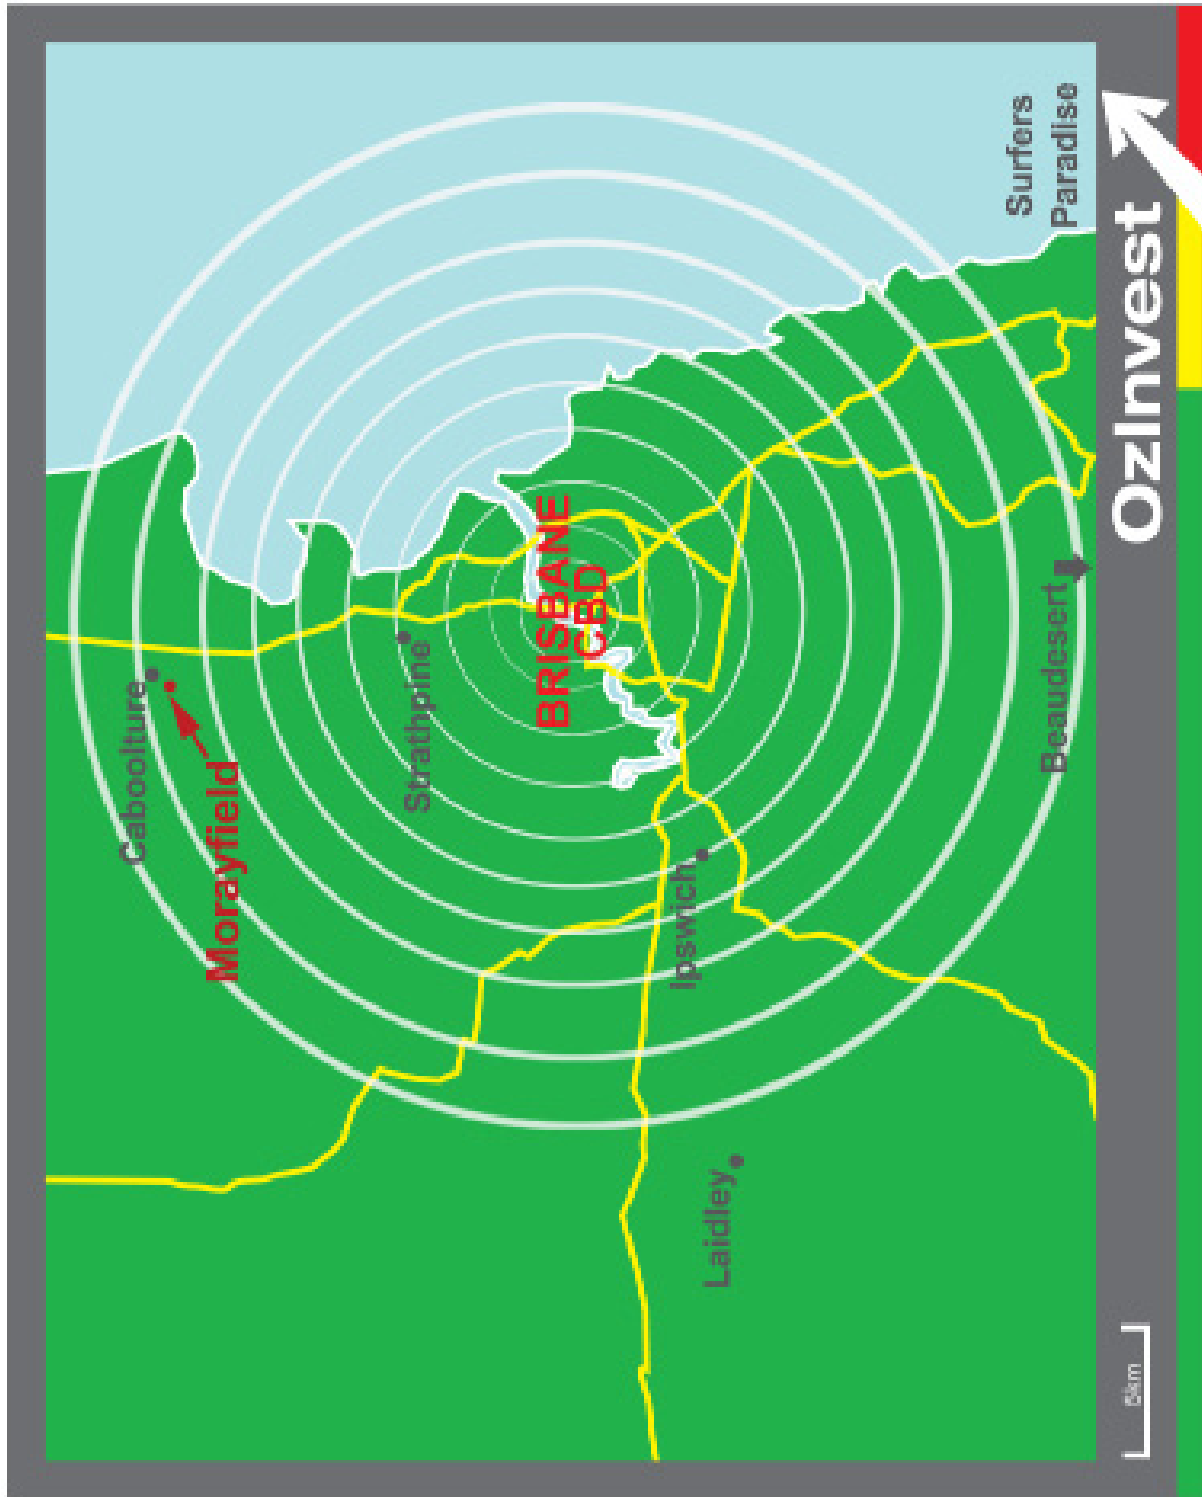 Caboolture
Morayfield
Strathpine
BRISBANE
CBD
Ipswich
Laidley
Surfers
Paradise
Beaudesert
OzInvest
5km